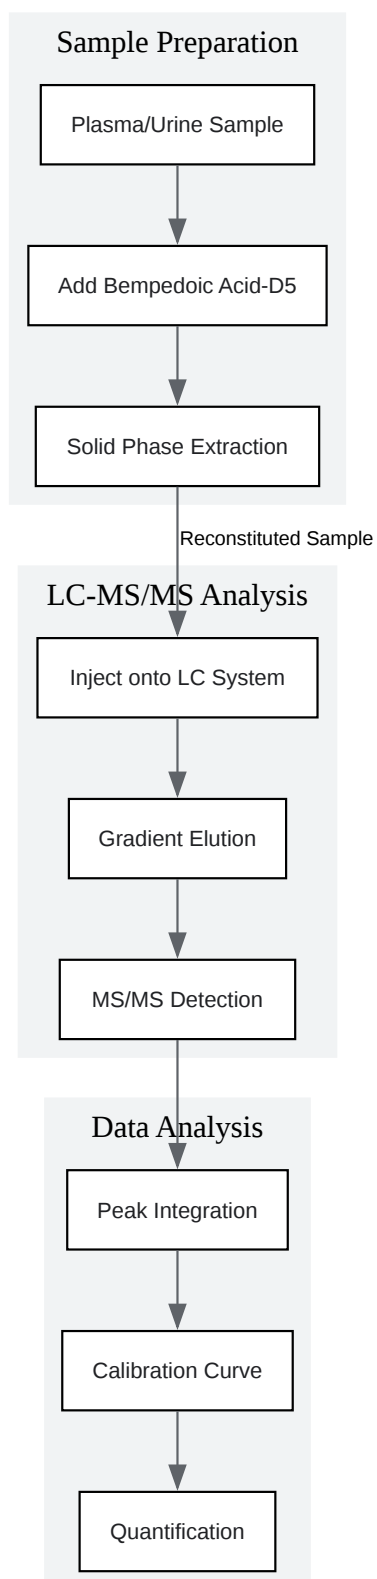 Sample Preparation
Plasma/Urine Sample
Add Bempedoic Acid-D5
Solid Phase Extraction
Reconstituted Sample
LC-MS/MS Analysis
Inject onto LC System
Gradient Elution
MS/MS Detection
Data Analysis
Peak Integration
Calibration Curve
Quantification